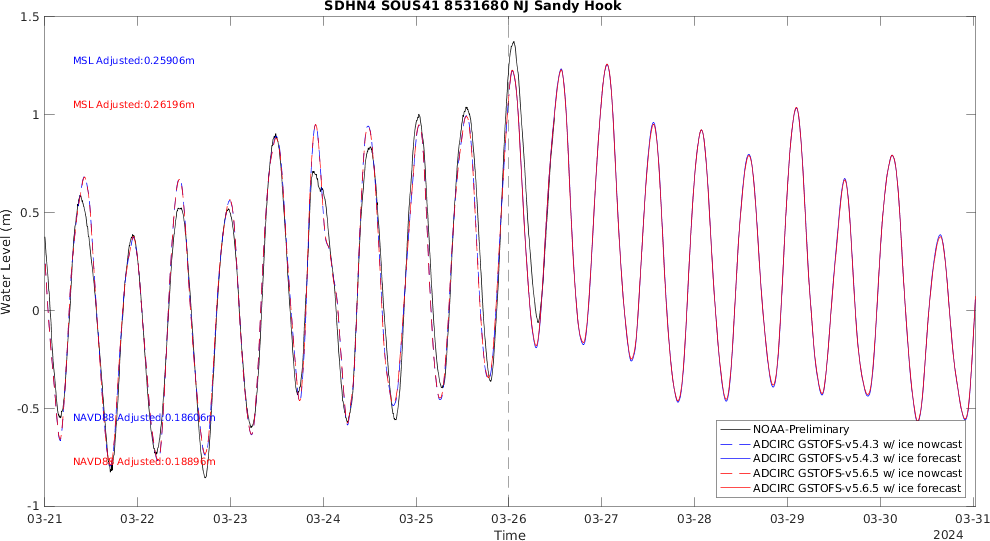 SDHN4 SOUS41 8531680 NJ Sandy Hook
1.5
1
0.5
0
-0.5
-1
Water Level (m)
MSL Adjusted:0.25906m
MSL Adjusted:0.26196m
NAVD88 Adjusted:0.18606m
NAVD88 Adjusted:0.18896m
NOAA-Preliminary
ADCIRC GSTOFS-v5.4.3 w/ ice nowcast
ADCIRC GSTOFS-v5.4.3 w/ ice forecast
ADCIRC GSTOFS-v5.6.5 w/ ice nowcast
ADCIRC GSTOFS-v5.6.5 w/ ice forecast
03-21 03-22 03-23 03-24 03-25 03-26 03-27 03-28 03-29 03-30 03-31
Time
2024